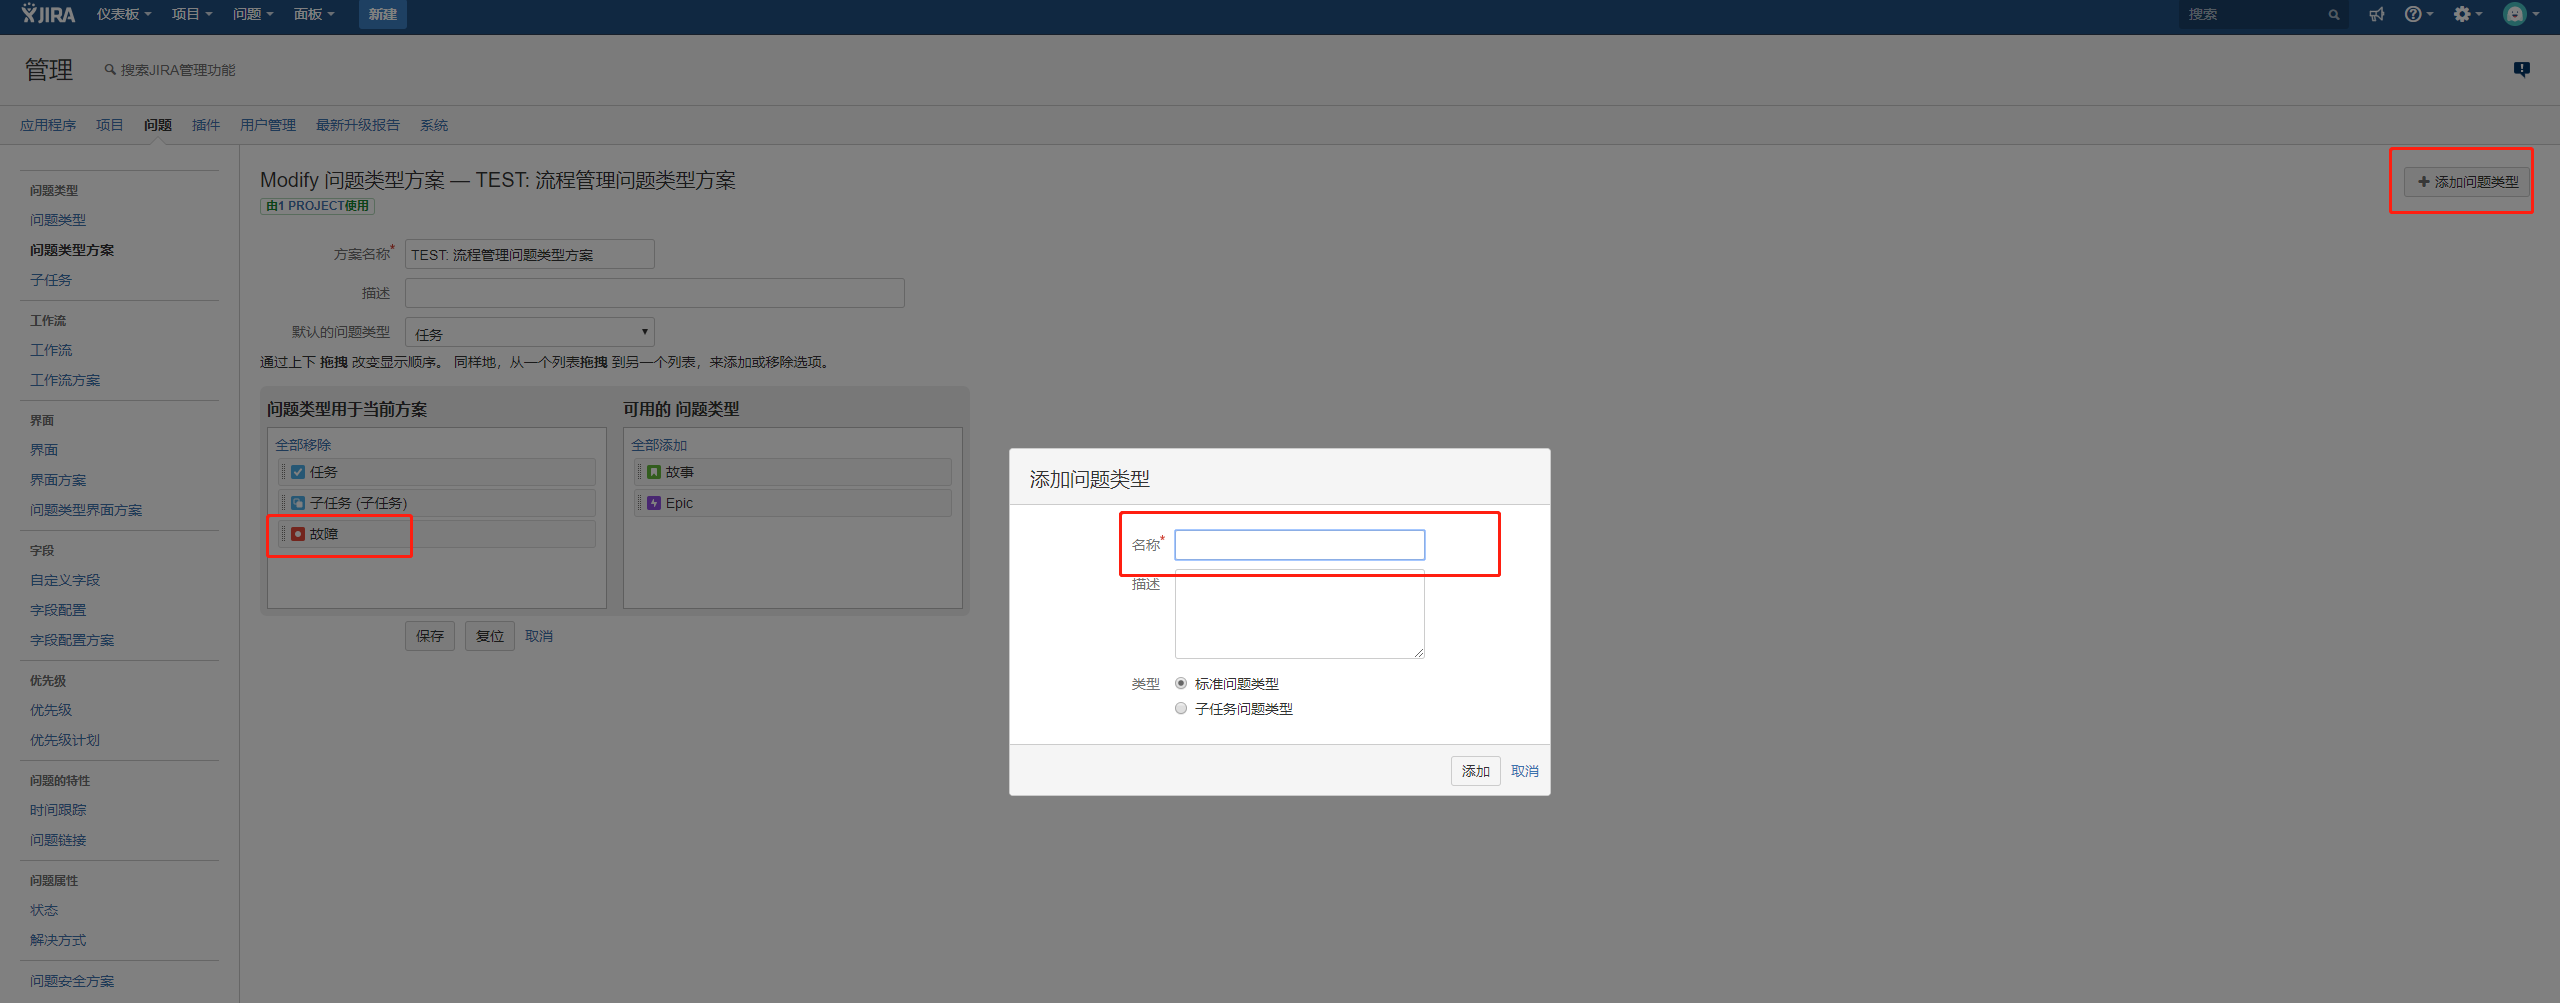 JIRA 仪表板 项目 问题 面板 新建 搜索
管理 搜索JIRA管理功能
应用程序 项目 问题 插件 用户管理 最新升级报告 系统
问题类型
问题类型
问题类型方案
子任务
工作流
工作流
工作流方案
界面
界面
界面方案
问题类型界面方案
字段
自定义字段
字段配置
字段配置方案
优先级
优先级
优先级计划
问题的特性
时间跟踪
问题链接
问题属性
状态
解决方式
问题安全方案
Modify 问题类型方案 — TEST: 流程管理问题类型方案
由1 PROJECT使用
+ 添加问题类型
方案名称* TEST: 流程管理问题类型方案
描述
默认的问题类型 任务
通过上下 拖拽 改变显示顺序。 同样地，从一个列表拖拽 到另一个列表，来添加或移除选项。
问题类型用于当前方案
全部移除
任务
子任务 (子任务)
故障
可用的 问题类型
全部添加
故事
Epic
保存 复位 取消
添加问题类型
名称*
描述
类型 标准问题类型
子任务问题类型
添加 取消